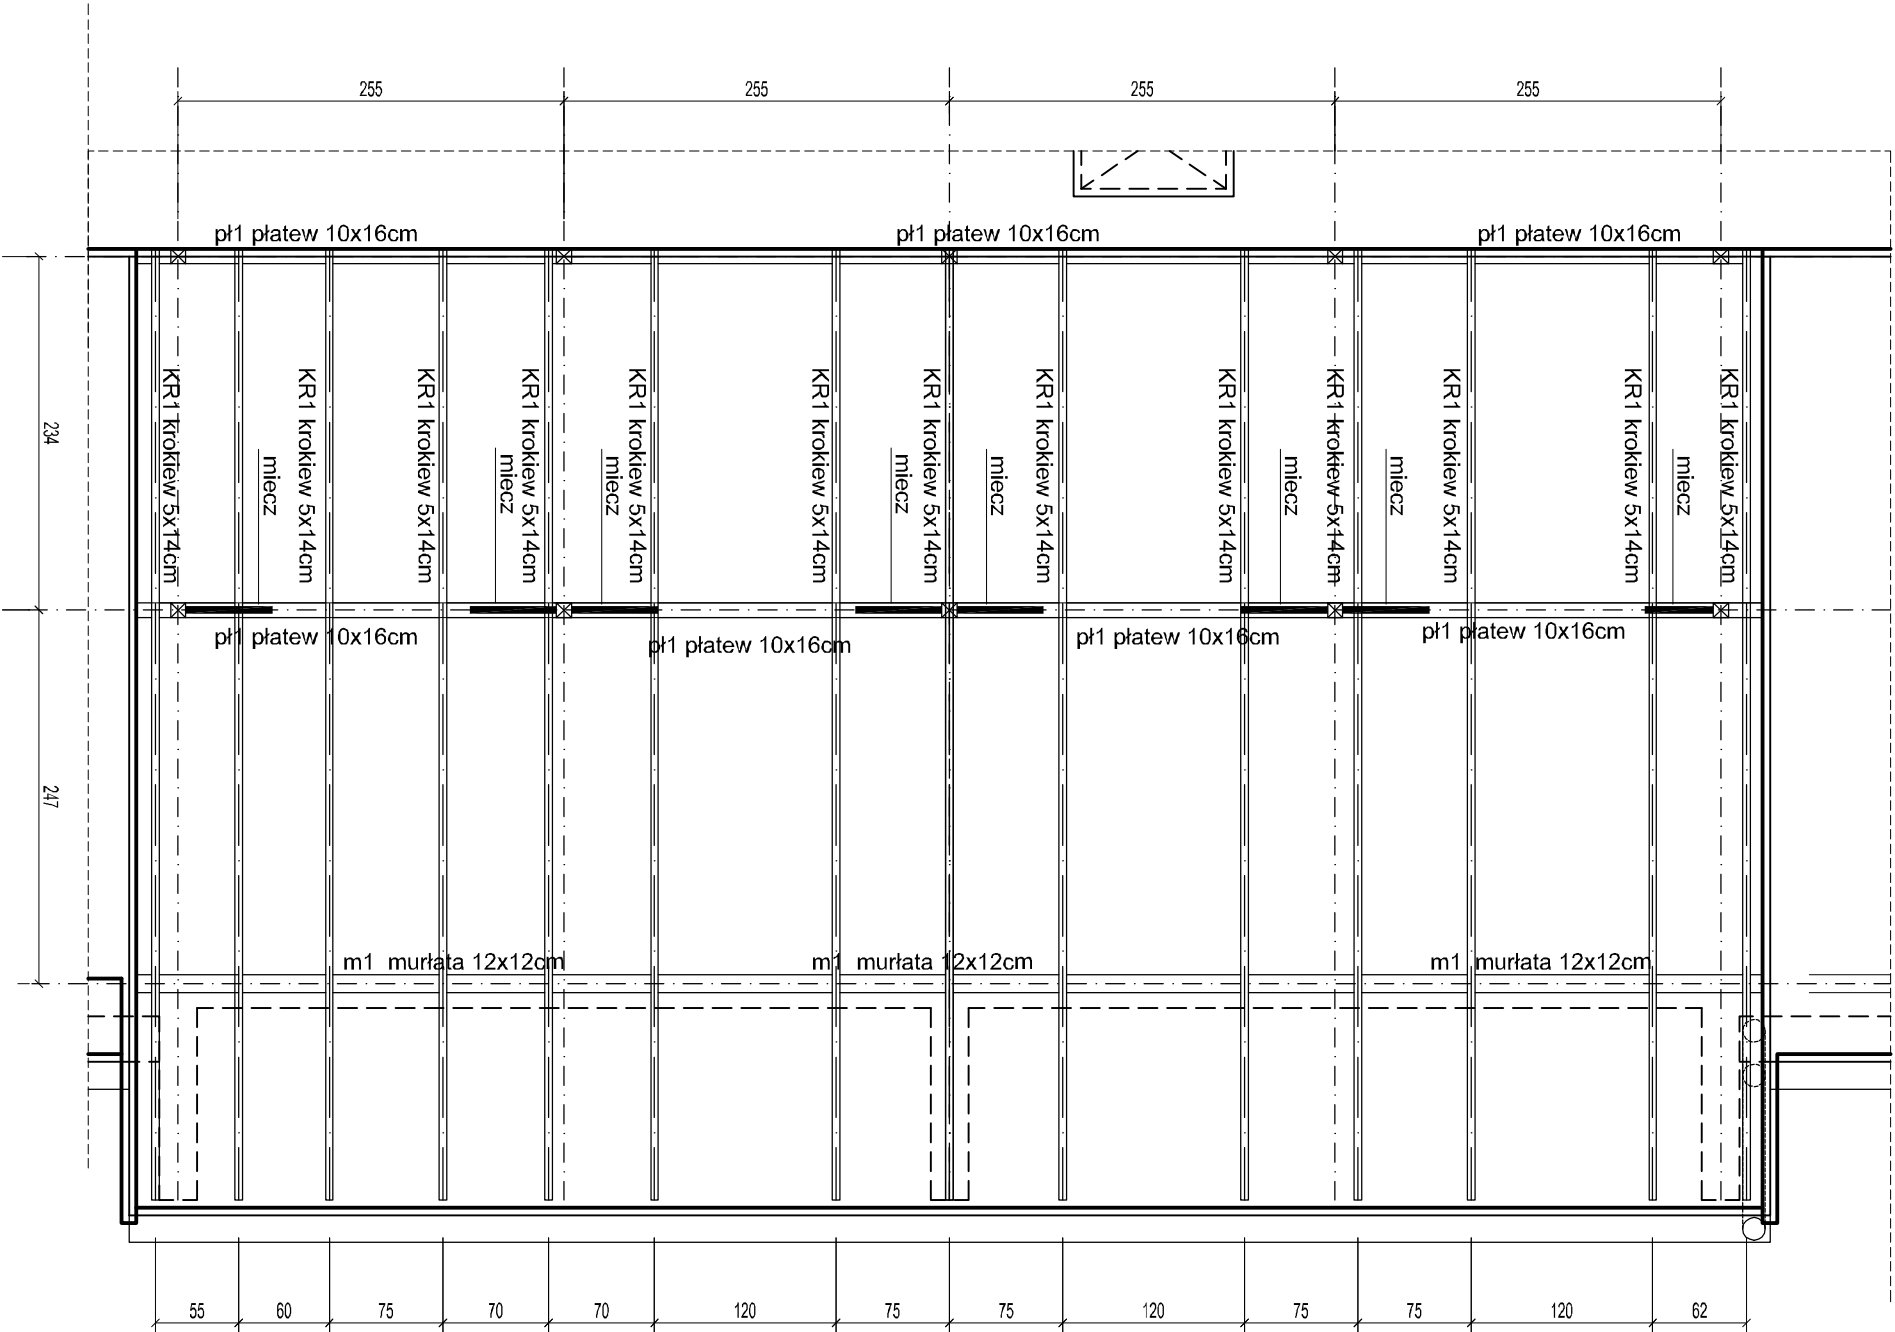 255 255 255 255
pł1 płatew 10x16cm pł1 płatew 10x16cm pł1 płatew 10x16cm
234
KR1 krokiew 5x14cm
KR1 krokiew 5x14cm
KR1 krokiew 5x14cm
KR1 krokiew 5x14cm
KR1 krokiew 5x14cm
KR1 krokiew 5x14cm
KR1 krokiew 5x14cm
KR1 krokiew 5x14cm
KR1 krokiew 5x14cm
KR1 krokiew 5x14cm
KR1 krokiew 5x14cm
KR1 krokiew 5x14cm
KR1 krokiew 5x14cm
miecz
miecz
miecz
miecz
miecz
miecz
miecz
miecz
pł1 płatew 10x16cm pł1 płatew 10x16cm pł1 płatew 10x16cm pł1 płatew 10x16cm
247
m1 murłata 12x12cm m1 murłata 12x12cm m1 murłata 12x12cm
55 60 75 70 70 120 75 75 120 75 75 120 62